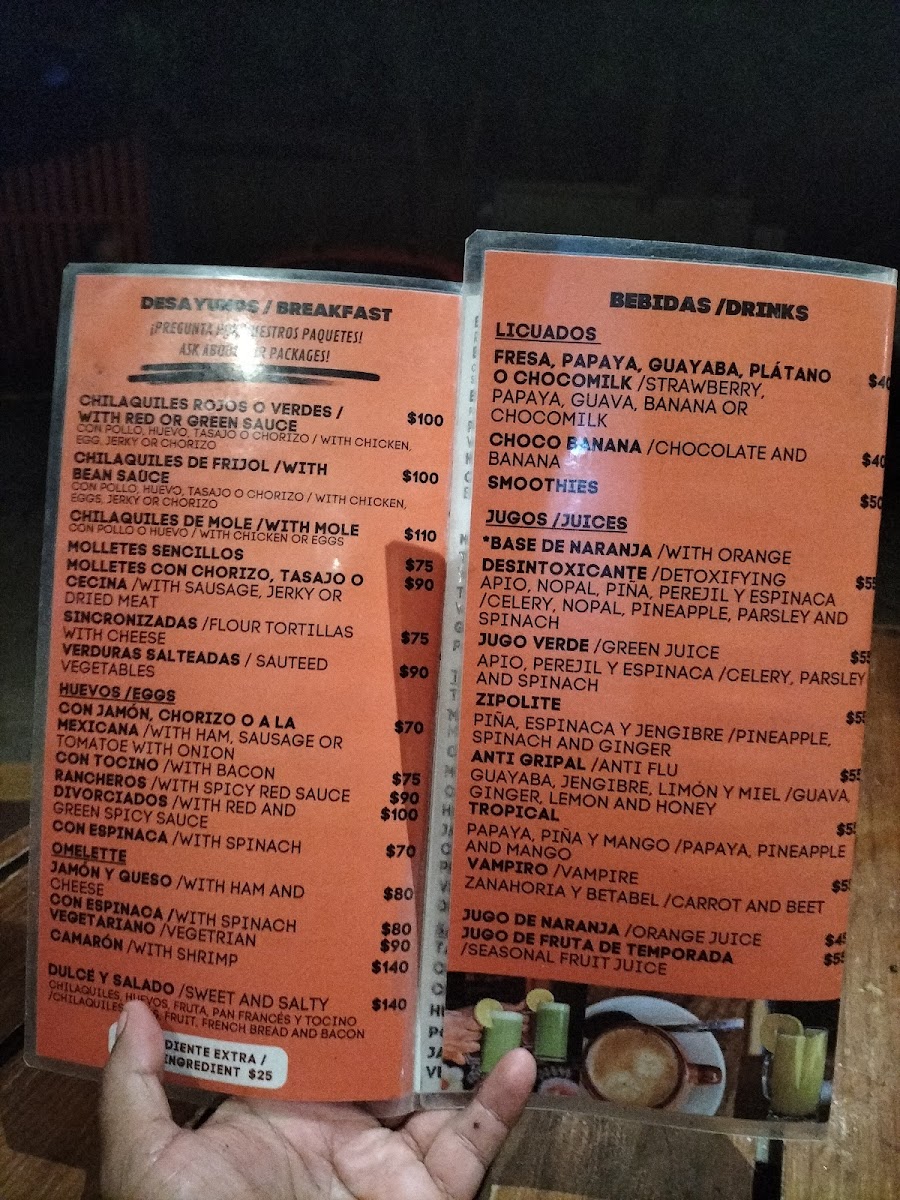 DESAYUNOS / BREAKFAST
¡PREGUNTA POR NUESTROS PAQUETES!
ASK ABOUT OUR PACKAGES!
CHILAQUILES ROJOS O VERDES /
WITH RED OR GREEN SAUCE $100
CON POLLO, HUEVO, TASAJO O CHORIZO / WITH CHICKEN,
EGG, JERKY OR CHORIZO
CHILAQUILES DE FRIJOL /WITH
BEAN SAUCE $100
CON POLLO, HUEVO, TASAJO O CHORIZO / WITH CHICKEN,
EGGS, JERKY OR CHORIZO
CHILAQUILES DE MOLE /WITH MOLE $110
CON POLLO O HUEVO / WITH CHICKEN OR EGGS
MOLLETES SENCILLOS $75
MOLLETES CON CHORIZO, TASAJO O $90
CECINA /WITH SAUSAGE, JERKY OR
DRIED MEAT
SINCRONIZADAS /FLOUR TORTILLAS $75
WITH CHEESE
VERDURAS SALTEADAS / SAUTEED $90
VEGETABLES
HUEVOS /EGGS
CON JAMÓN, CHORIZO O A LA $70
MEXICANA /WITH HAM, SAUSAGE OR
TOMATOE WITH ONION
CON TOCINO /WITH BACON $75
RANCHEROS /WITH SPICY RED SAUCE $90
DIVORCIADOS /WITH RED AND $100
GREEN SPICY SAUCE
CON ESPINACA /WITH SPINACH $70
OMELETTE
JAMÓN Y QUESO /WITH HAM AND $80
CHEESE
CON ESPINACA /WITH SPINACH $80
VEGETARIANO /VEGETRIAN $90
CAMARÓN /WITH SHRIMP $140
DULCE Y SALADO /SWEET AND SALTY $140
CHILAQUILES, HUEVOS, FRUTA, PAN FRANCÉS Y TOCINO
/CHILAQUILES, FRUIT, FRENCH BREAD AND BACON
DIENTE EXTRA /
INGREDIENT $25
BEBIDAS /DRINKS
LICUADOS
FRESA, PAPAYA, GUAYABA, PLÁTANO $40
O CHOCOMILK /STRAWBERRY,
PAPAYA, GUAVA, BANANA OR
CHOCOMILK
CHOCO BANANA /CHOCOLATE AND $40
BANANA
SMOOTHIES $50
JUGOS /JUICES
*BASE DE NARANJA /WITH ORANGE
DESINTOXICANTE /DETOXIFYING $55
APIO, NOPAL, PIÑA, PEREJIL Y ESPINACA
/CELERY, NOPAL, PINEAPPLE, PARSLEY AND
SPINACH
JUGO VERDE /GREEN JUICE $55
APIO, PEREJIL Y ESPINACA /CELERY, PARSLEY
AND SPINACH
ZIPOLITE $55
PIÑA, ESPINACA Y JENGIBRE /PINEAPPLE,
SPINACH AND GINGER
ANTI GRIPAL /ANTI FLU $55
GUAYABA, JENGIBRE, LIMÓN Y MIEL /GUAVA,
GINGER, LEMON AND HONEY
TROPICAL $55
PAPAYA, PIÑA Y MANGO /PAPAYA, PINEAPPLE
AND MANGO
VAMPIRO /VAMPIRE $55
ZANAHORIA Y BETABEL /CARROT AND BEET
JUGO DE NARANJA /ORANGE JUICE $45
JUGO DE FRUTA DE TEMPORADA $55
/SEASONAL FRUIT JUICE